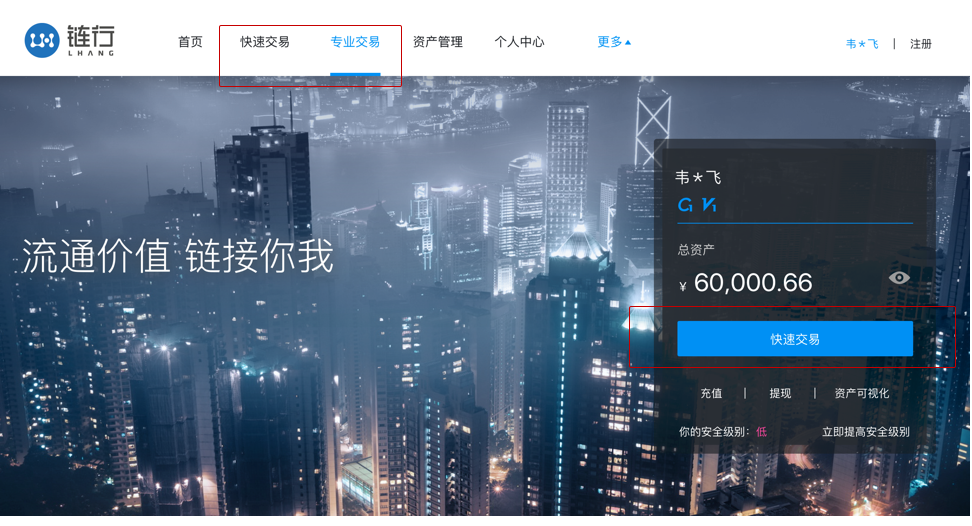 链行
LHANG
首页 快速交易 专业交易 资产管理 个人中心 更多
韦*飞 | 注册
流通价值 链接你我
韦*飞
总资产
¥ 60,000.66
快速交易
充值 | 提现 | 资产可视化
你的安全级别：低 立即提高安全级别